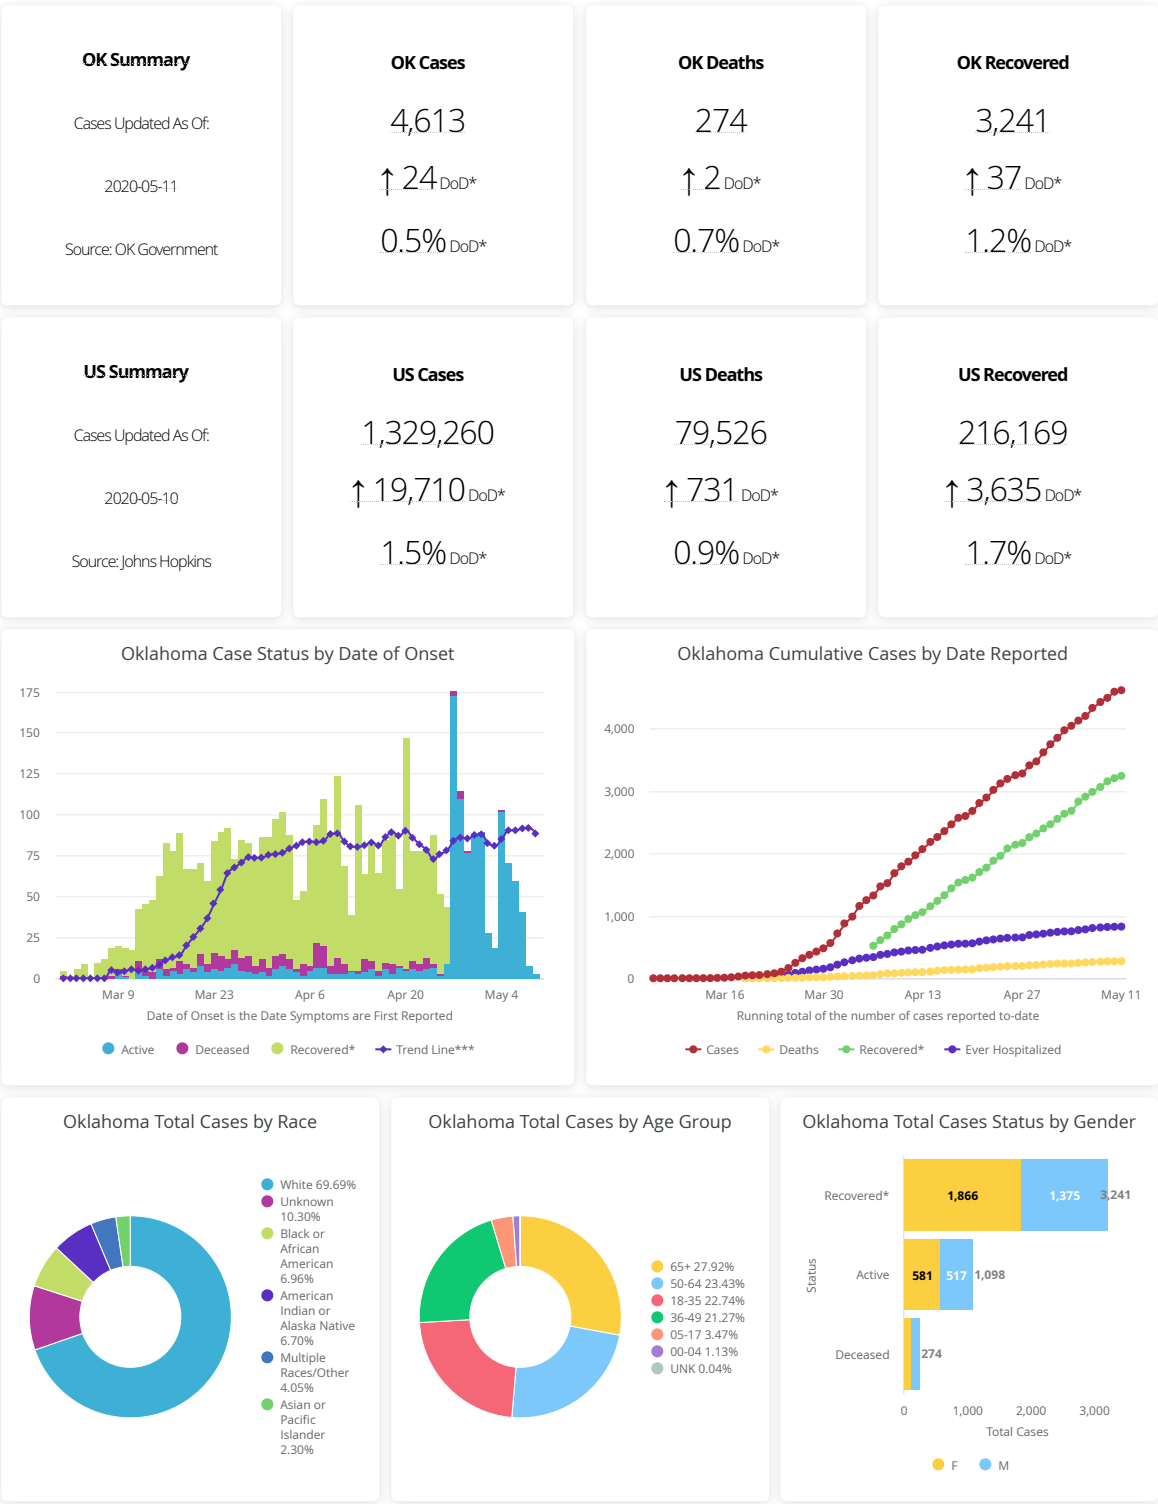 OK Summary
Cases Updated As Of:
2020-05-11
Source: OK Government
OK Cases
4,613
↑ 24 DoD*
0.5% DoD*
OK Deaths
274
↑ 2 DoD*
0.7% DoD*
OK Recovered
3,241
↑ 37 DoD*
1.2% DoD*
US Summary
Cases Updated As Of:
2020-05-10
Source: Johns Hopkins
US Cases
1,329,260
↑ 19,710 DoD*
1.5% DoD*
US Deaths
79,526
↑ 731 DoD*
0.9% DoD*
US Recovered
216,169
↑ 3,635 DoD*
1.7% DoD*
Oklahoma Case Status by Date of Onset
175
150
125
100
75
50
25
0
Mar 9 Mar 23 Apr 6 Apr 20 May 4
Date of Onset is the Date Symptoms are First Reported
Active Deceased Recovered* Trend Line***
Oklahoma Cumulative Cases by Date Reported
4,000
3,000
2,000
1,000
0
Mar 16 Mar 30 Apr 13 Apr 27 May 11
Running total of the number of cases reported to-date
Cases Deaths Recovered* Ever Hospitalized
Oklahoma Total Cases by Race
White 69.69%
Unknown
10.30%
Black or
African
American
6.96%
American
Indian or
Alaska Native
6.70%
Multiple
Races/Other
4.05%
Asian or
Pacific
Islander
2.30%
Oklahoma Total Cases by Age Group
65+ 27.92%
50-64 23.43%
18-35 22.74%
36-49 21.27%
05-17 3.47%
00-04 1.13%
UNK 0.04%
Oklahoma Total Cases Status by Gender
Status
Recovered* 1,866 1,375 3,241
Active 581 517 1,098
Deceased 274
0 1,000 2,000 3,000
Total Cases
F M